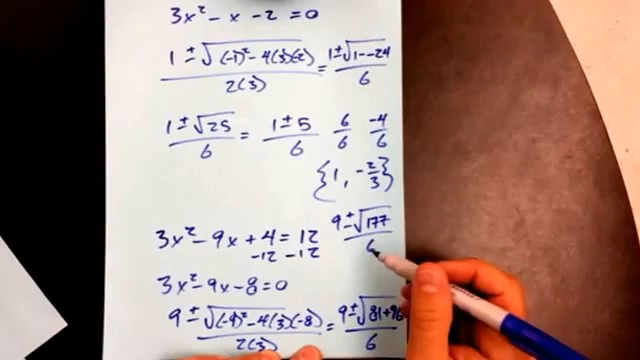 3x² - x - 2 = 0
1 ± √(-1)² - 4(3)(-2) / 2(3) = 1 ± √1 - -24 / 6
1 ± √25 / 6 = 1 ± 5 / 6 6/6 -4/6
{1, -2/3}
3x² - 9x + 4 = 12 9 ± √177 / 6
-12 -12
3x² - 9x - 8 = 0
9 ± √(-9)² - 4(3)(-8) / 2(3) = 9 ± √81 + 96 / 6